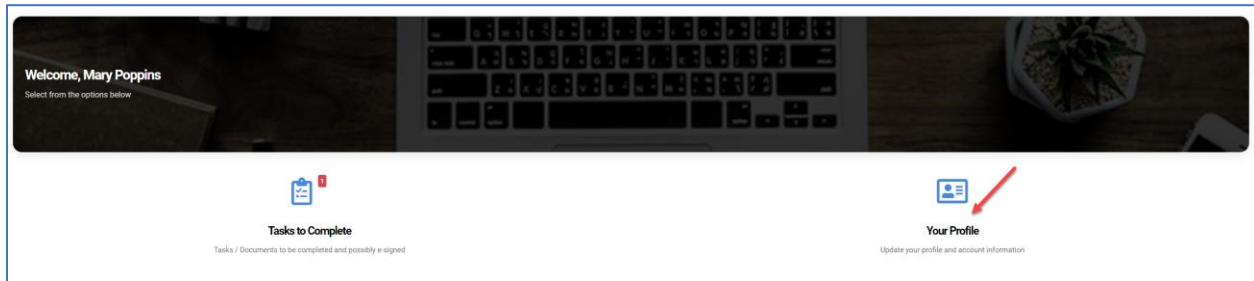 Welcome, Mary Poppins
Select from the options below
1
Tasks to Complete
Tasks / Documents to be completed and possibly e-signed
Your Profile
Update your profile and account information